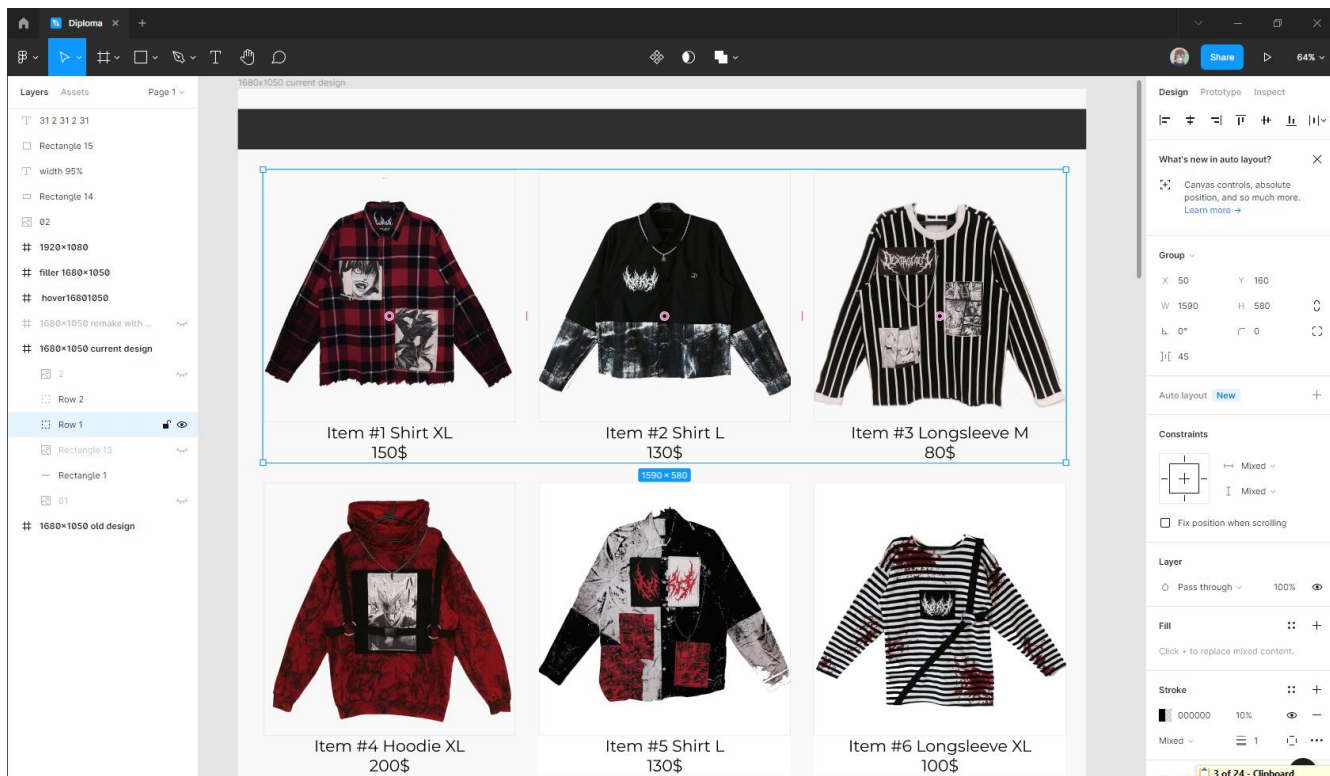 Diploma
Share
64%
Layers
Assets
Page 1
31 2 31 2 31
Rectangle 15
width 95%
Rectangle 14
02
1920×1080
filler 1680×1050
hover16801050
1680×1050 remake with ...
1680×1050 current design
2
Row 2
Row 1
Rectangle 13
Rectangle 1
01
1680×1050 old design
1680x1050 current design
Item #1 Shirt XL
150$
Item #2 Shirt L
130$
Item #3 Longsleeve M
80$
1590 × 580
Item #4 Hoodie XL
200$
Item #5 Shirt L
130$
Item #6 Longsleeve XL
100$
Design
Prototype
Inspect
What's new in auto layout?
Canvas controls, absolute
position, and so much more.
Learn more →
Group
X 50
Y 160
W 1590
H 580
0°
0
45
Auto layout New
Constraints
Mixed
Mixed
Fix position when scrolling
Layer
Pass through
100%
Fill
Click + to replace mixed content.
Stroke
000000
10%
Mixed
1
3 of 24 - Clipboard